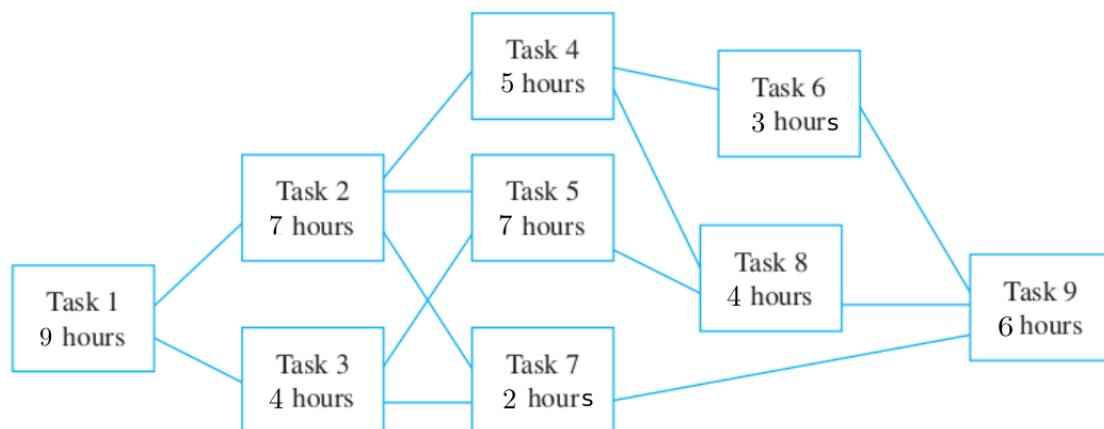 Task 4
5 hours
Task 6
3 hours
Task 2
7 hours
Task 5
7 hours
Task 8
4 hours
Task 1
9 hours
Task 9
6 hours
Task 3
4 hours
Task 7
2 hours